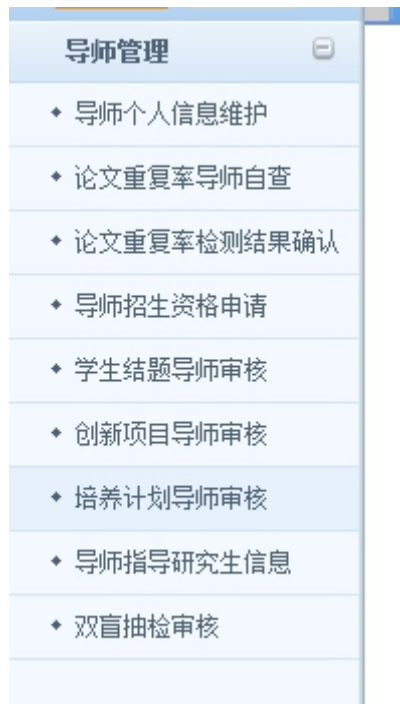 导师管理
导师个人信息维护
论文重复率导师自查
论文重复率检测结果确认
导师招生资格申请
学生结题导师审核
创新项目导师审核
培养计划导师审核
导师指导研究生信息
双盲抽检审核